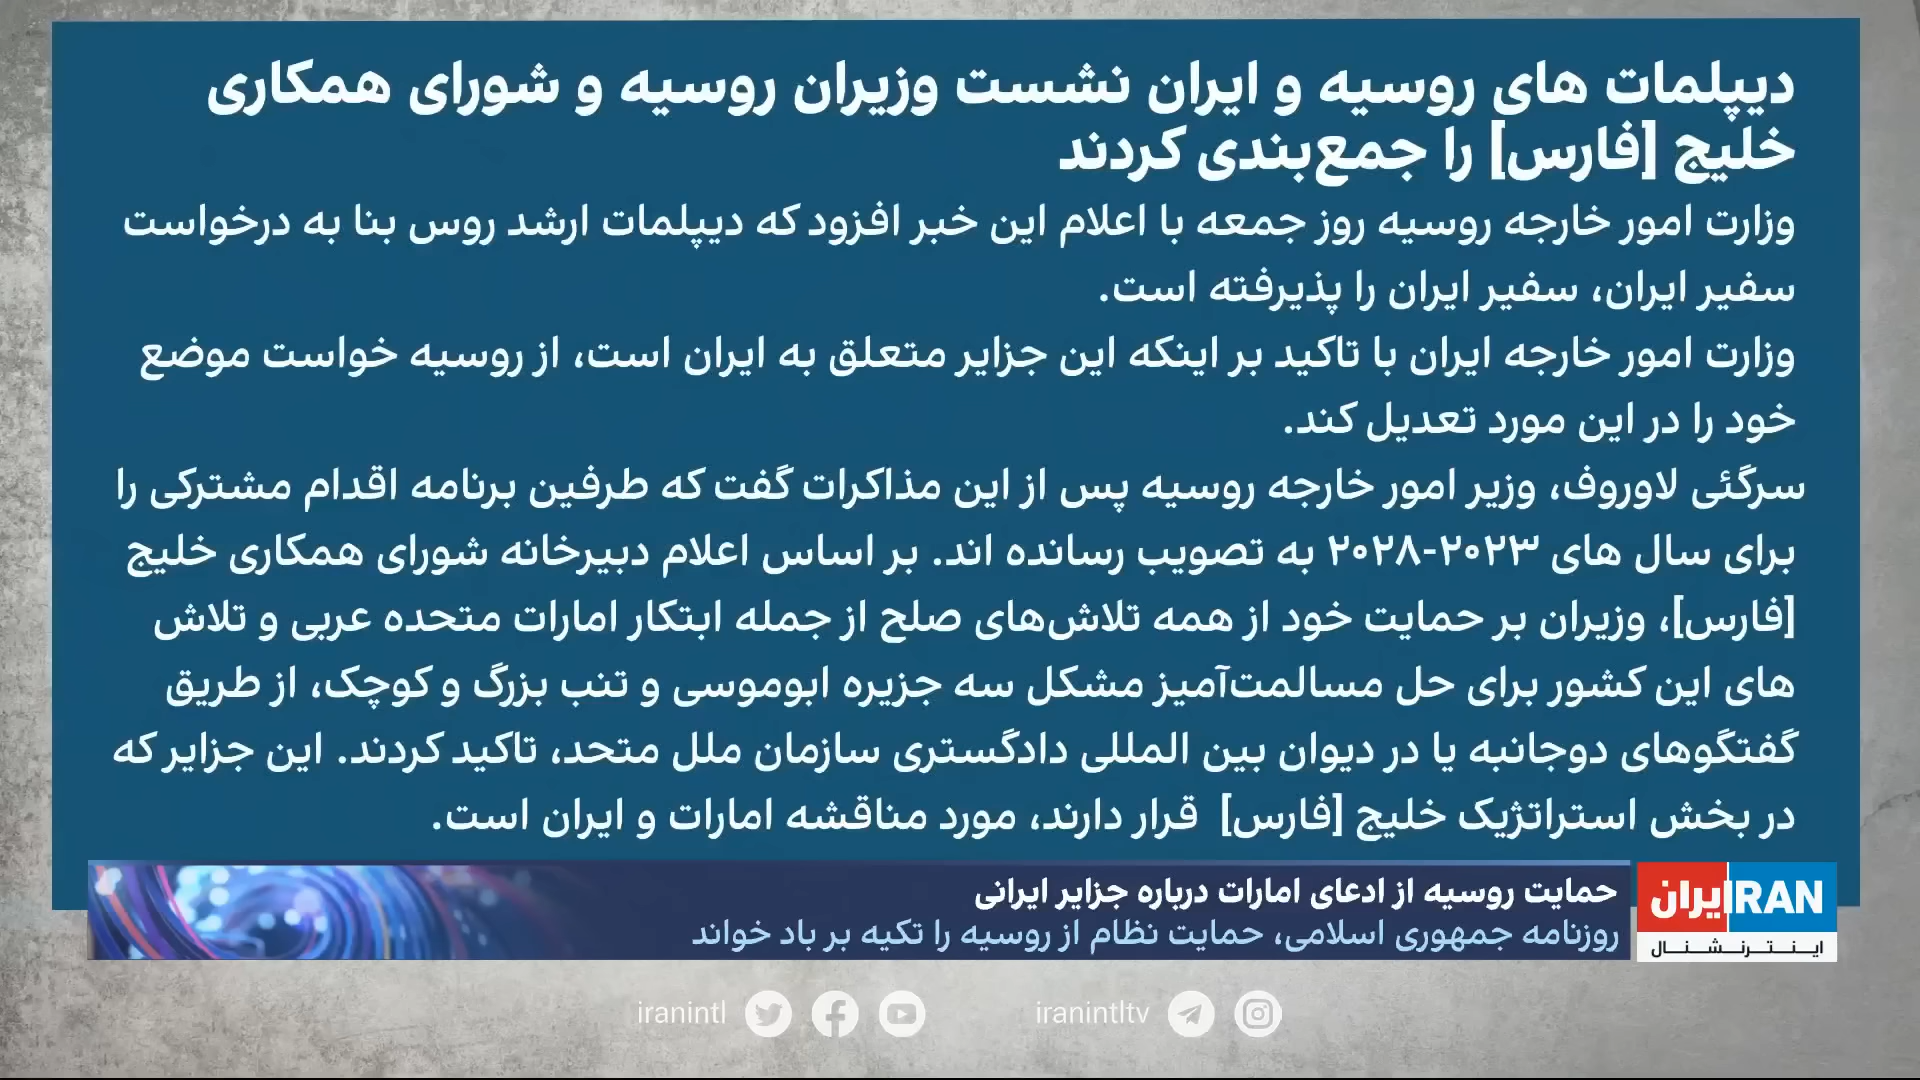 دیپلمات های روسیه و ایران نشست وزیران روسیه و شورای همکاری
خلیج [فارس] را جمع‌بندی کردند
وزارت امور خارجه روسیه روز جمعه با اعلام این خبر افزود که دیپلمات ارشد روس بنا به درخواست
سفیر ایران، سفیر ایران را پذیرفته است.
وزارت امور خارجه ایران با تاکید بر اینکه این جزایر متعلق به ایران است، از روسیه خواست موضع
خود را در این مورد تعدیل کند.
سرگئی لاوروف، وزیر امور خارجه روسیه پس از این مذاکرات گفت که طرفین برنامه اقدام مشترکی را
برای سال های ۲۰۲۳-۲۰۲۸ به تصویب رسانده اند. بر اساس اعلام دبیرخانه شورای همکاری خلیج
[فارس]، وزیران بر حمایت خود از همه تلاش‌های صلح از جمله ابتکار امارات متحده عربی و تلاش
های این کشور برای حل مسالمت‌آمیز مشکل سه جزیره ابوموسی و تنب بزرگ و کوچک، از طریق
گفتگوهای دوجانبه یا در دیوان بین المللی دادگستری سازمان ملل متحد، تاکید کردند. این جزایر که
در بخش استراتژیک خلیج [فارس] قرار دارند، مورد مناقشه امارات و ایران است.
حمایت روسیه از ادعای امارات درباره جزایر ایرانی
روزنامه جمهوری اسلامی، حمایت نظام از روسیه را تکیه بر باد خواند
ایران IRAN
اینترنشنال
iranintl
iranintltv